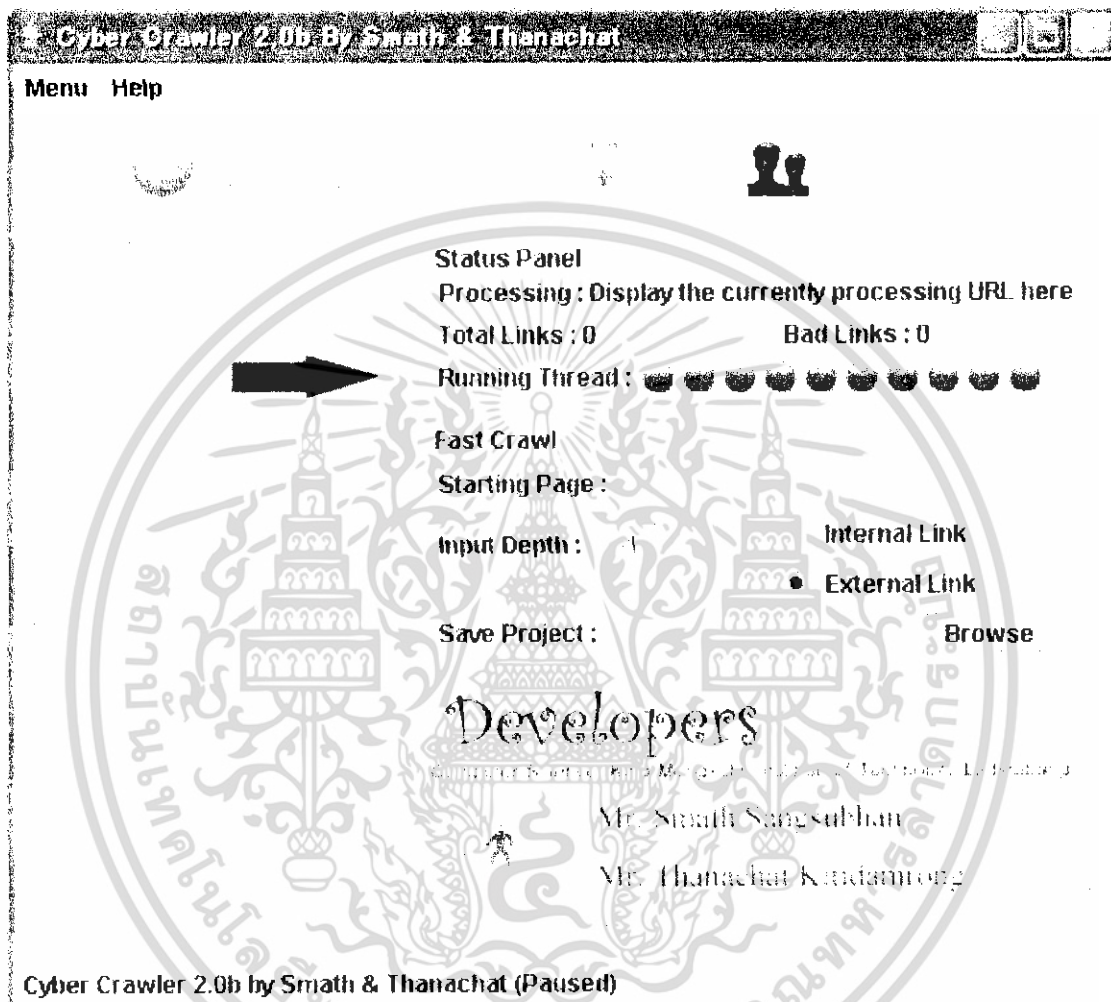 Cyber Crawler 2.0b By Smath & Thanachat
Menu Help
Status Panel
Processing : Display the currently processing URL here
Total Links : 0 Bad Links : 0
Running Thread :
Fast Crawl
Starting Page :
Input Depth : Internal Link
External Link
Save Project : Browse
Developers
Mr. Smath Sangsubhan
Mr. Thanachat
Cyber Crawler 2.0b by Smath & Thanachat (Paused)